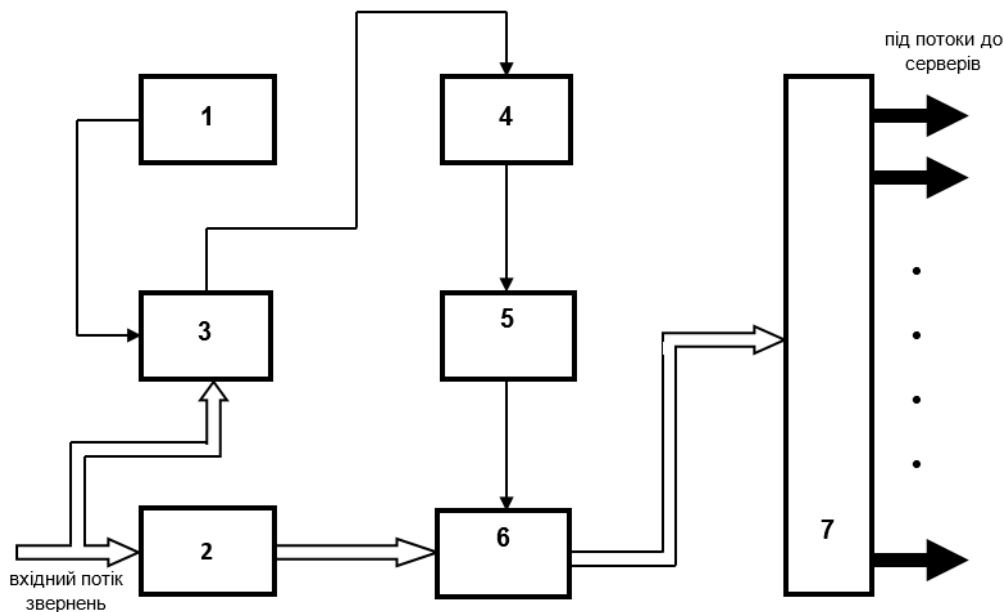 під потоки до
серверів
1
4
3
5
2
6
7
вхідний потік
звернень